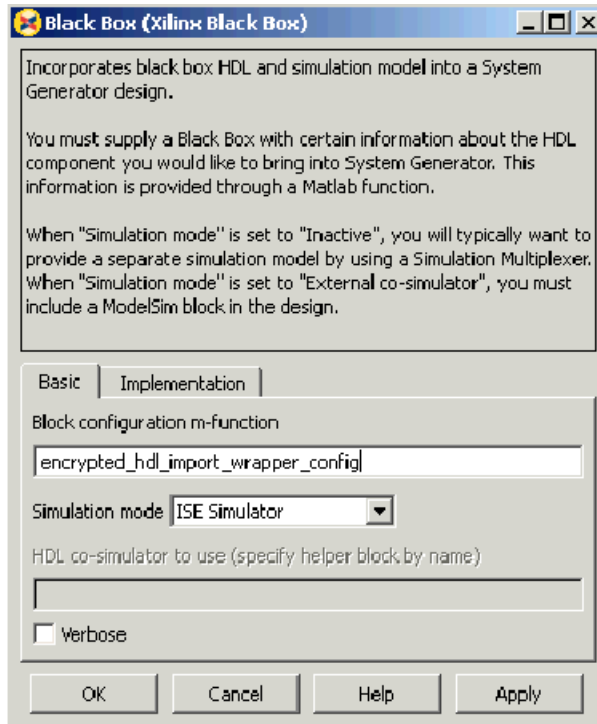 Black Box (Xilinx Black Box)
Incorporates black box HDL and simulation model into a System
Generator design.
You must supply a Black Box with certain information about the HDL
component you would like to bring into System Generator. This
information is provided through a Matlab function.
When "Simulation mode" is set to "Inactive", you will typically want to
provide a separate simulation model by using a Simulation Multiplexer.
When "Simulation mode" is set to "External co-simulator", you must
include a ModelSim block in the design.
Basic Implementation
Block configuration m-function
encrypted_hdl_import_wrapper_config
Simulation mode ISE Simulator
HDL co-simulator to use (specify helper block by name)
Verbose
OK Cancel Help Apply